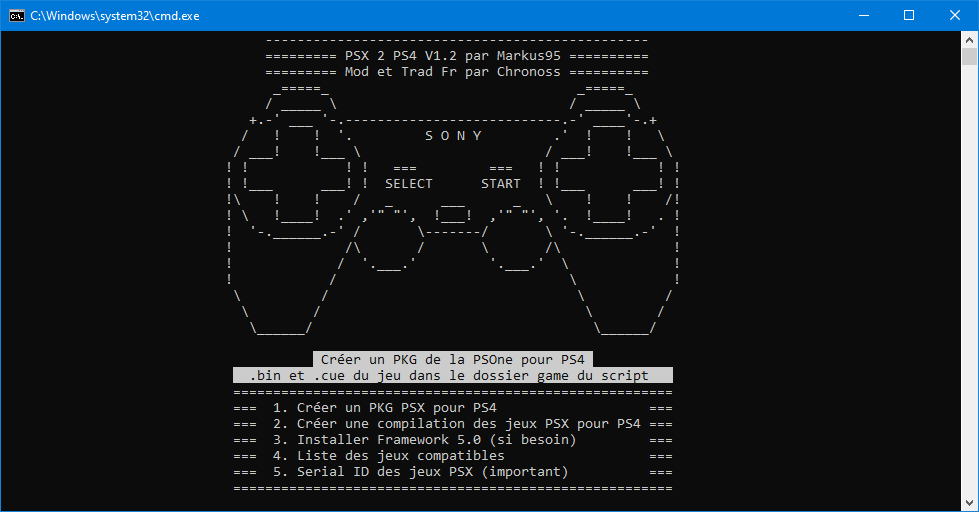 C:\Windows\system32\cmd.exe
========= PSX 2 PS4 V1.2 par Markus95 ==========
========= Mod et Trad Fr par Chronoss ==========
S O N Y
SELECT START
Créer un PKG de la PSOne pour PS4
.bin et .cue du jeu dans le dossier game du script
=== 1. Créer un PKG PSX pour PS4 ===
=== 2. Créer une compilation des jeux PSX pour PS4 ===
=== 3. Installer Framework 5.0 (si besoin) ===
=== 4. Liste des jeux compatibles ===
=== 5. Serial ID des jeux PSX (important) ===